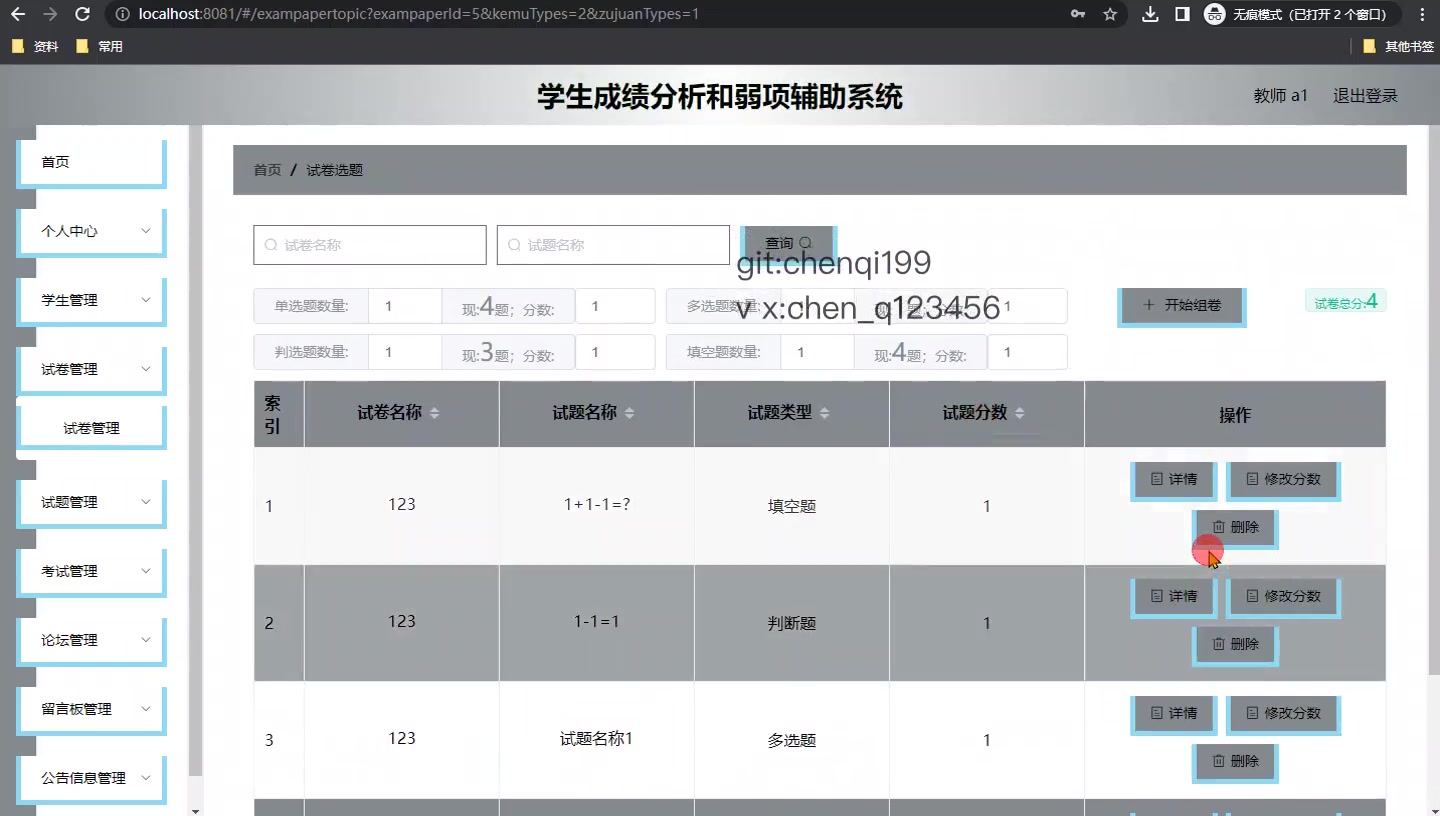 localhost:8081/#/exampapertopic?exampaperId=5&kemuTypes=2&zujuanTypes=1
无痕模式（已打开 2 个窗口）
资料 常用 其他书签
学生成绩分析和弱项辅助系统
教师 a1 退出登录
首页
个人中心
学生管理
试卷管理
试卷管理
试题管理
考试管理
论坛管理
留言板管理
公告信息管理
首页 / 试卷选题
试卷名称 试题名称 查询
git:chenqi199
v x:chen_q123456
单选题数量: 1 现:4题；分数: 1 多选题数量: 1
开始组卷 试卷总分:4
判选题数量: 1 现:3题；分数: 1 填空题数量: 1 现:4题；分数: 1
索引 试卷名称 试题名称 试题类型 试题分数 操作
1 123 1+1-1=? 填空题 1 详情 修改分数 删除
2 123 1-1=1 判断题 1 详情 修改分数 删除
3 123 试题名称1 多选题 1 详情 修改分数 删除